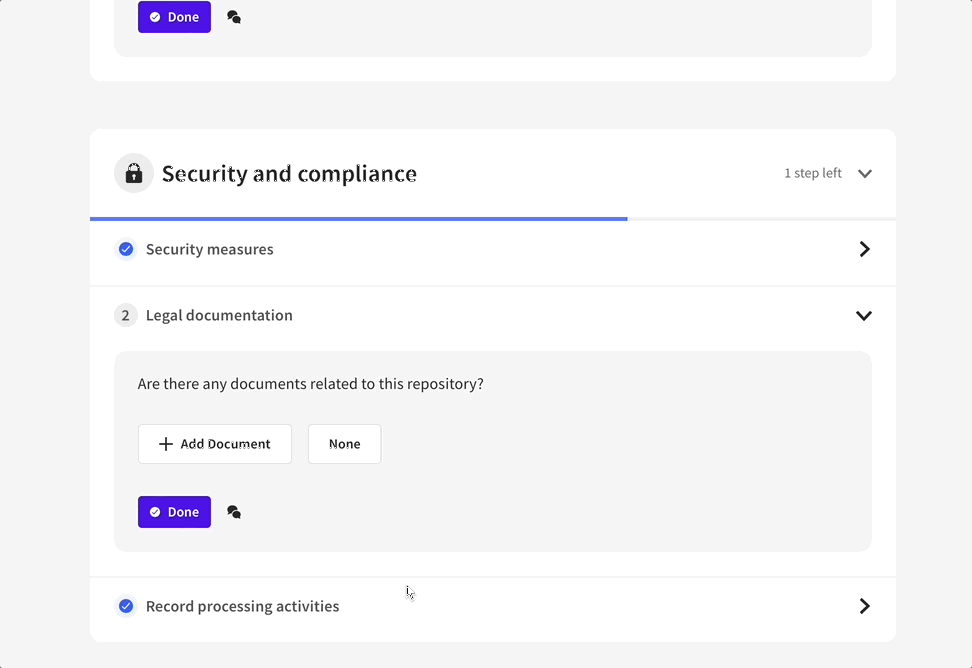 Done
Security and compliance
1 step left
Security measures
2 Legal documentation
Are there any documents related to this repository?
Add Document
None
Done
Record processing activities